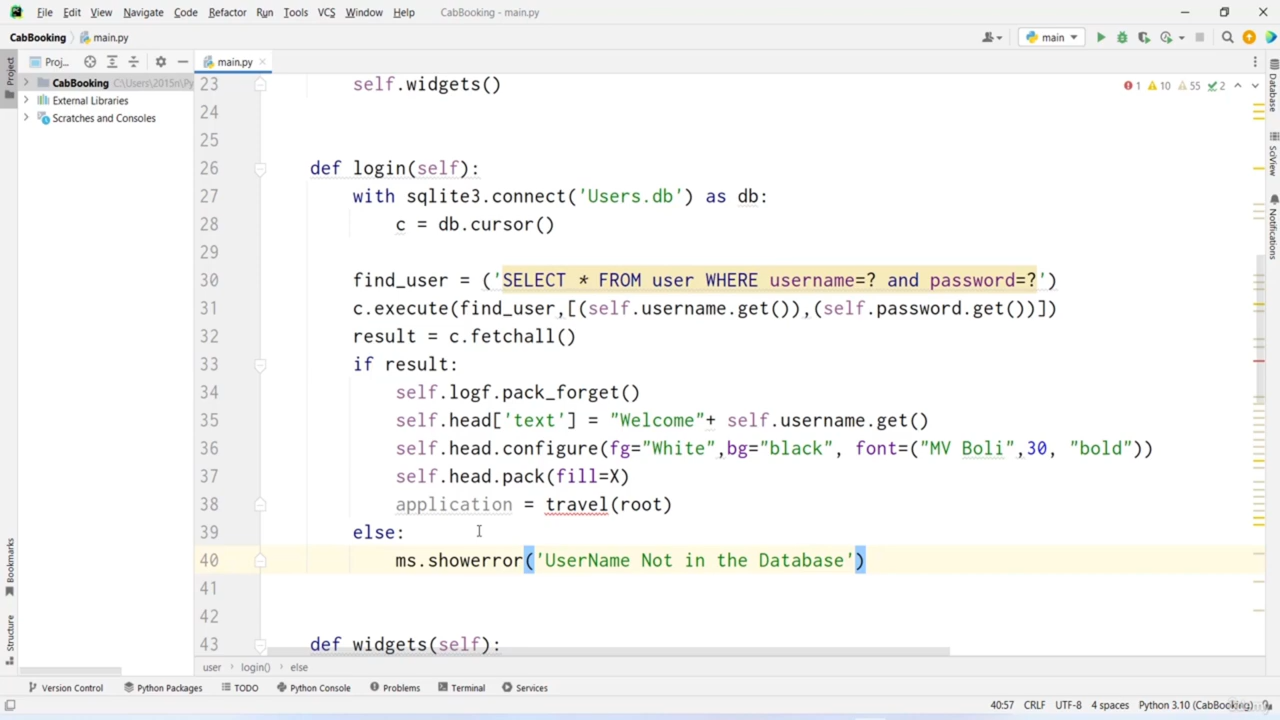 File Edit View Navigate Code Refactor Run Tools VCS Window Help CabBooking - main.py
CabBooking main.py main
Project Proj... main.py
CabBooking C:\Users\2015n\Py
External Libraries
Scratches and Consoles
1 10 55 2
23 self.widgets()
24
25
26 def login(self):
27 with sqlite3.connect('Users.db') as db:
28 c = db.cursor()
29
30 find_user = ('SELECT * FROM user WHERE username=? and password=?')
31 c.execute(find_user,[(self.username.get()),(self.password.get())])
32 result = c.fetchall()
33 if result:
34 self.logf.pack_forget()
35 self.head['text'] = "Welcome"+ self.username.get()
36 self.head.configure(fg="White",bg="black", font=("MV Boli",30, "bold"))
37 self.head.pack(fill=X)
38 application = travel(root)
39 else:
40 ms.showerror('UserName Not in the Database')
41
42
43 def widgets(self):
user login() else
Bookmarks
Structure
Database
SciView
Notifications
Version Control Python Packages TODO Python Console Problems Terminal Services
40:57 CRLF UTF-8 4 spaces Python 3.10 (CabBooking)